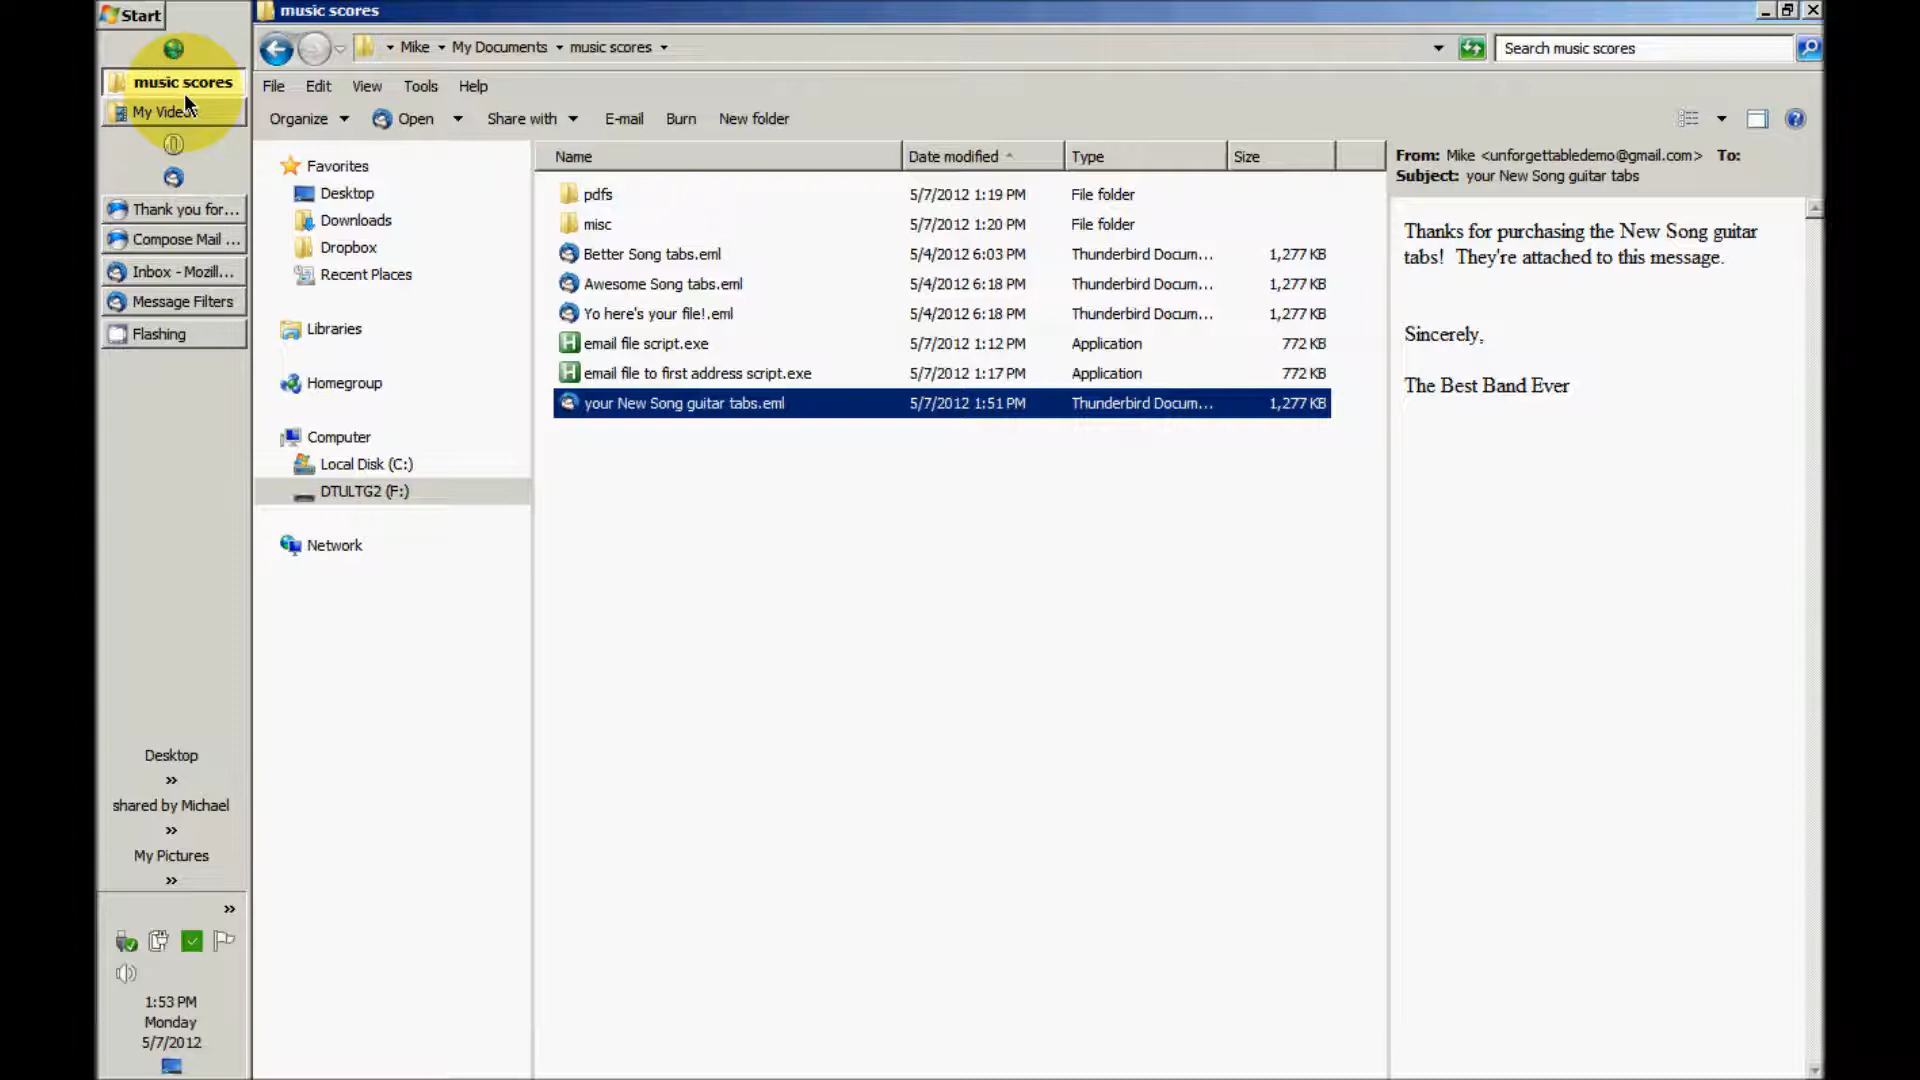 Start
music scores
My Videos
Thank you for...
Compose Mail ...
Inbox - Mozill...
Message Filters
Flashing
Desktop
»
shared by Michael
»
My Pictures
»
»
1:53 PM
Monday
5/7/2012
music scores
Mike My Documents music scores
Search music scores
File Edit View Tools Help
Organize Open Share with E-mail Burn New folder
Favorites
Desktop
Downloads
Dropbox
Recent Places
Libraries
Homegroup
Computer
Local Disk (C:)
DTULTG2 (F:)
Network
Name Date modified Type Size
pdfs 5/7/2012 1:19 PM File folder
misc 5/7/2012 1:20 PM File folder
Better Song tabs.eml 5/4/2012 6:03 PM Thunderbird Docum... 1,277 KB
Awesome Song tabs.eml 5/4/2012 6:18 PM Thunderbird Docum... 1,277 KB
Yo here's your file!.eml 5/4/2012 6:18 PM Thunderbird Docum... 1,277 KB
email file script.exe 5/7/2012 1:12 PM Application 772 KB
email file to first address script.exe 5/7/2012 1:17 PM Application 772 KB
your New Song guitar tabs.eml 5/7/2012 1:51 PM Thunderbird Docum... 1,277 KB
From: Mike <unforgettabledemo@gmail.com> To:
Subject: your New Song guitar tabs
Thanks for purchasing the New Song guitar
tabs! They're attached to this message.
Sincerely,
The Best Band Ever